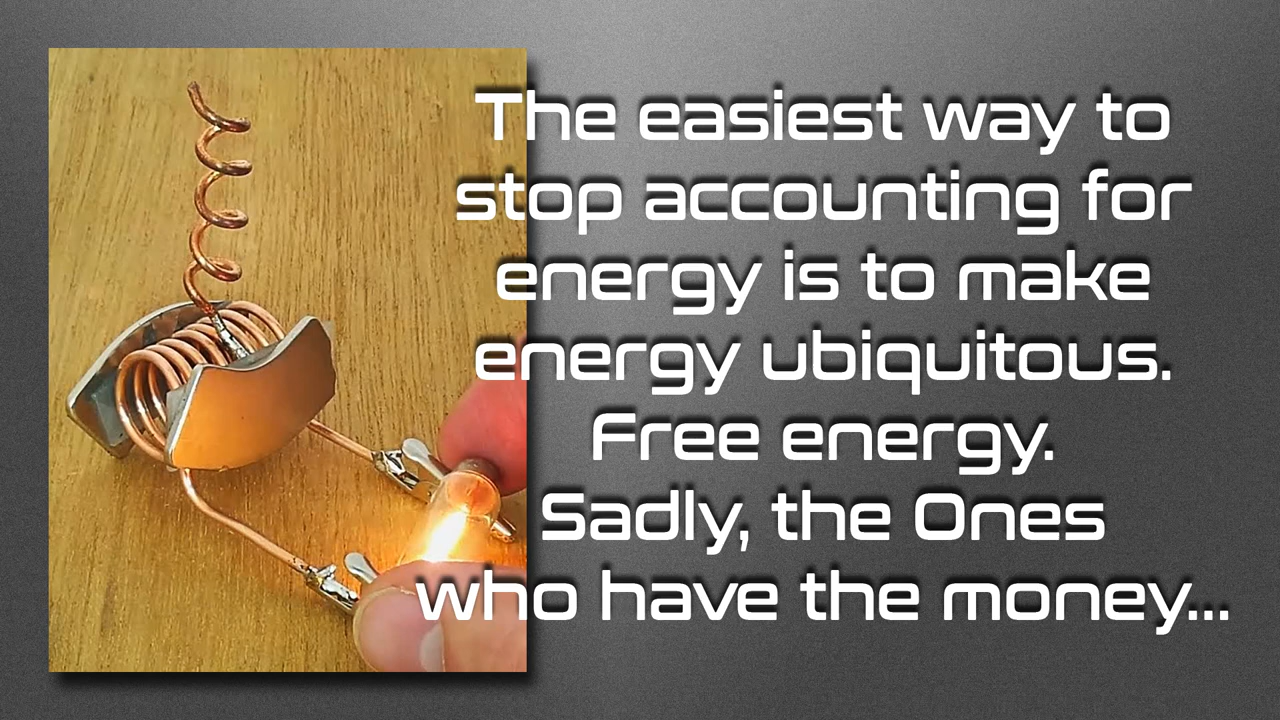 The easiest way to
stop accounting for
energy is to make
energy ubiquitous.
Free energy.
Sadly, the Ones
who have the money...